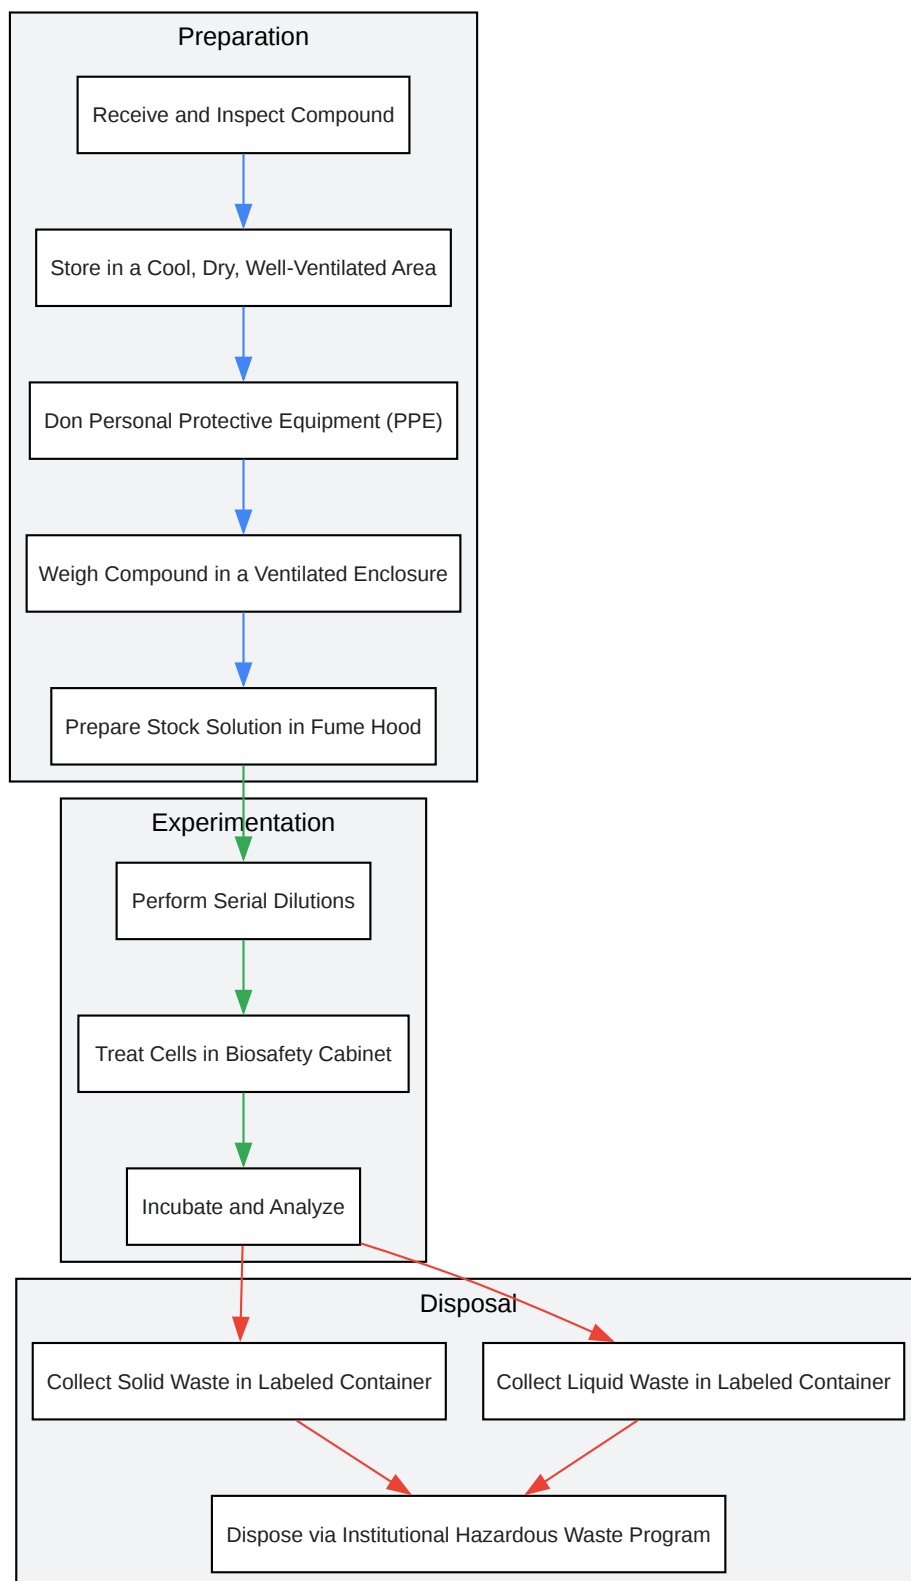 Preparation
Receive and Inspect Compound
Store in a Cool, Dry, Well-Ventilated Area
Don Personal Protective Equipment (PPE)
Weigh Compound in a Ventilated Enclosure
Prepare Stock Solution in Fume Hood
Experimentation
Perform Serial Dilutions
Treat Cells in Biosafety Cabinet
Incubate and Analyze
Disposal
Collect Solid Waste in Labeled Container
Collect Liquid Waste in Labeled Container
Dispose via Institutional Hazardous Waste Program